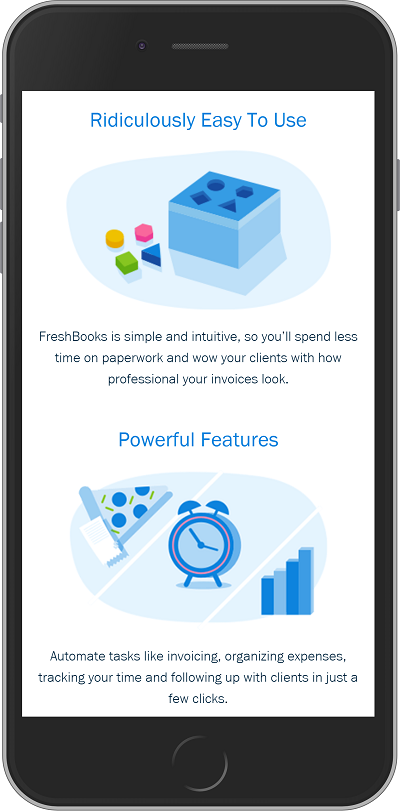 Ridiculously Easy To Use
FreshBooks is simple and intuitive, so you'll spend less
time on paperwork and wow your clients with how
professional your invoices look.
Powerful Features
Automate tasks like invoicing, organizing expenses,
tracking your time and following up with clients in just a
few clicks.